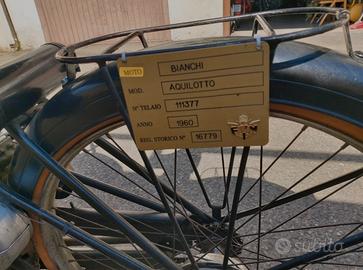 MOTO
BIANCHI
MOD. AQUILOTTO
N° TELAIO 111377
ANNO 1960
REG. STORICO N° 16779
FMI
subito